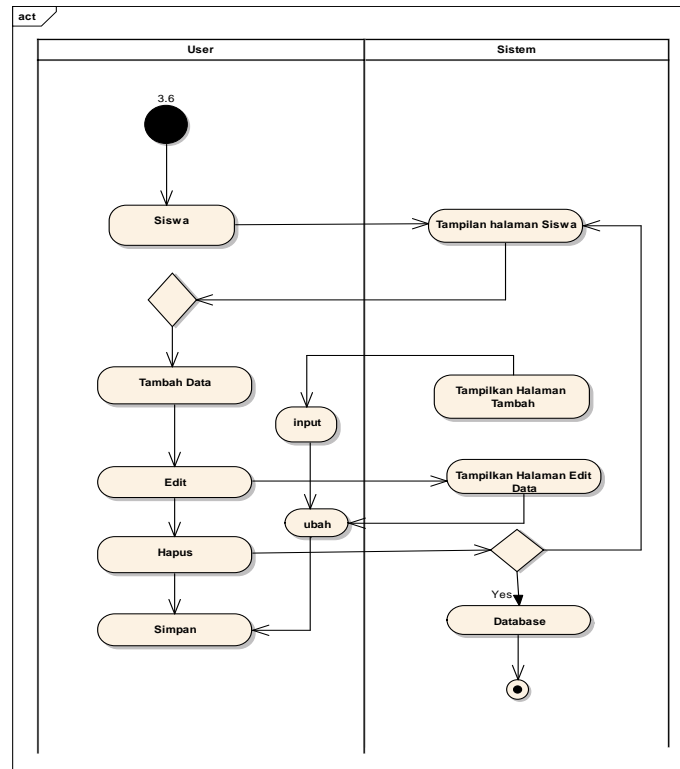 act
User
Sistem
3.6
Siswa
Tampilan halaman Siswa
Tambah Data
Tampilkan Halaman
Tambah
input
Edit
Tampilkan Halaman Edit
Data
ubah
Hapus
Yes
Simpan
Database